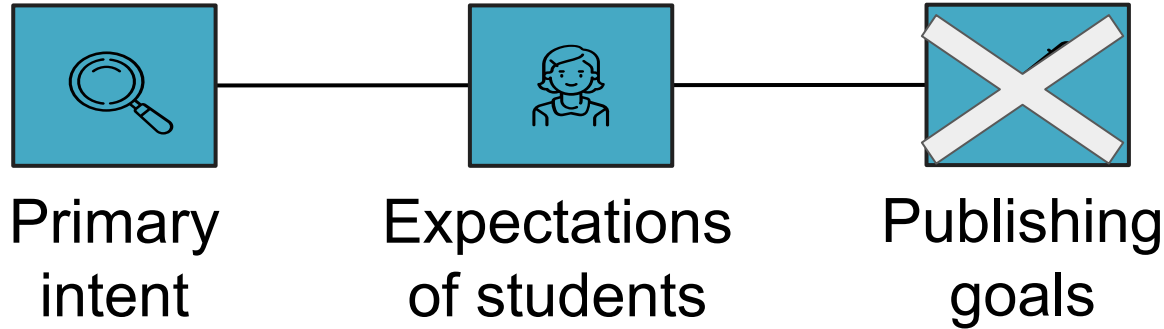 Primary
intent
Expectations
of students
Publishing
goals